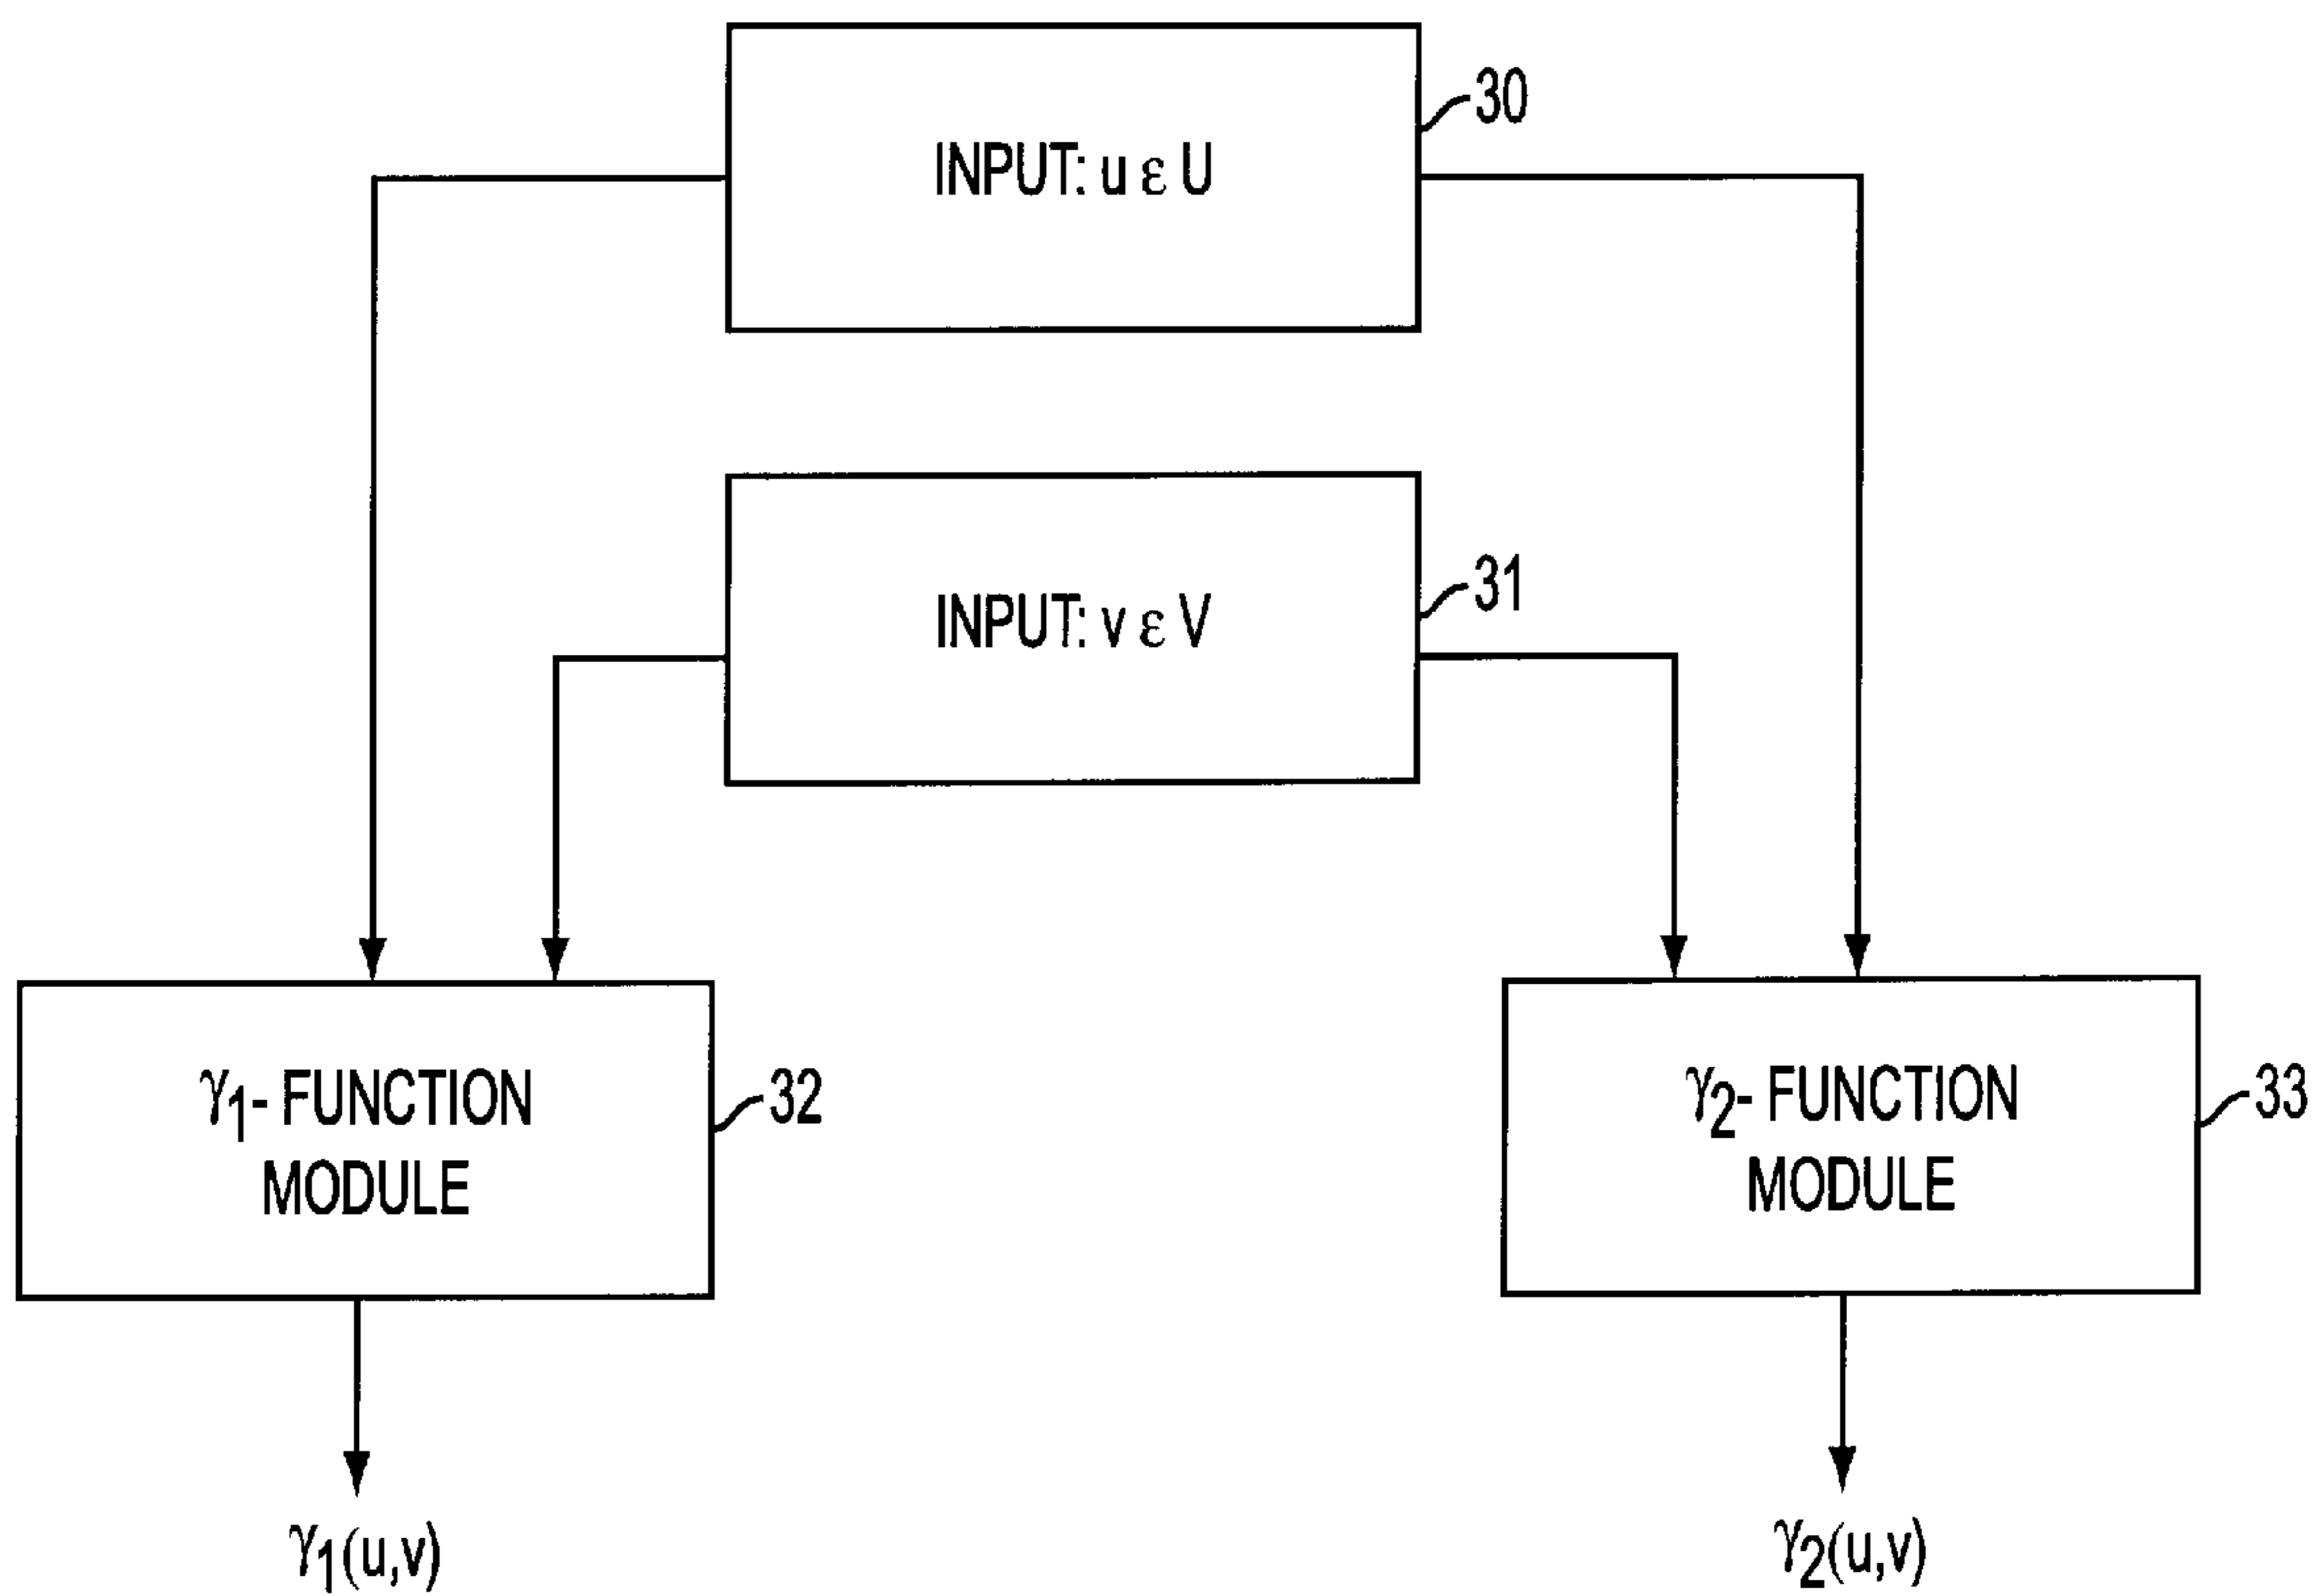 30
INPUT: u ε U
31
INPUT: v ε V
γ1- FUNCTION
MODULE
32
γ2- FUNCTION
MODULE
33
γ1(u,v)
γ2(u,v)